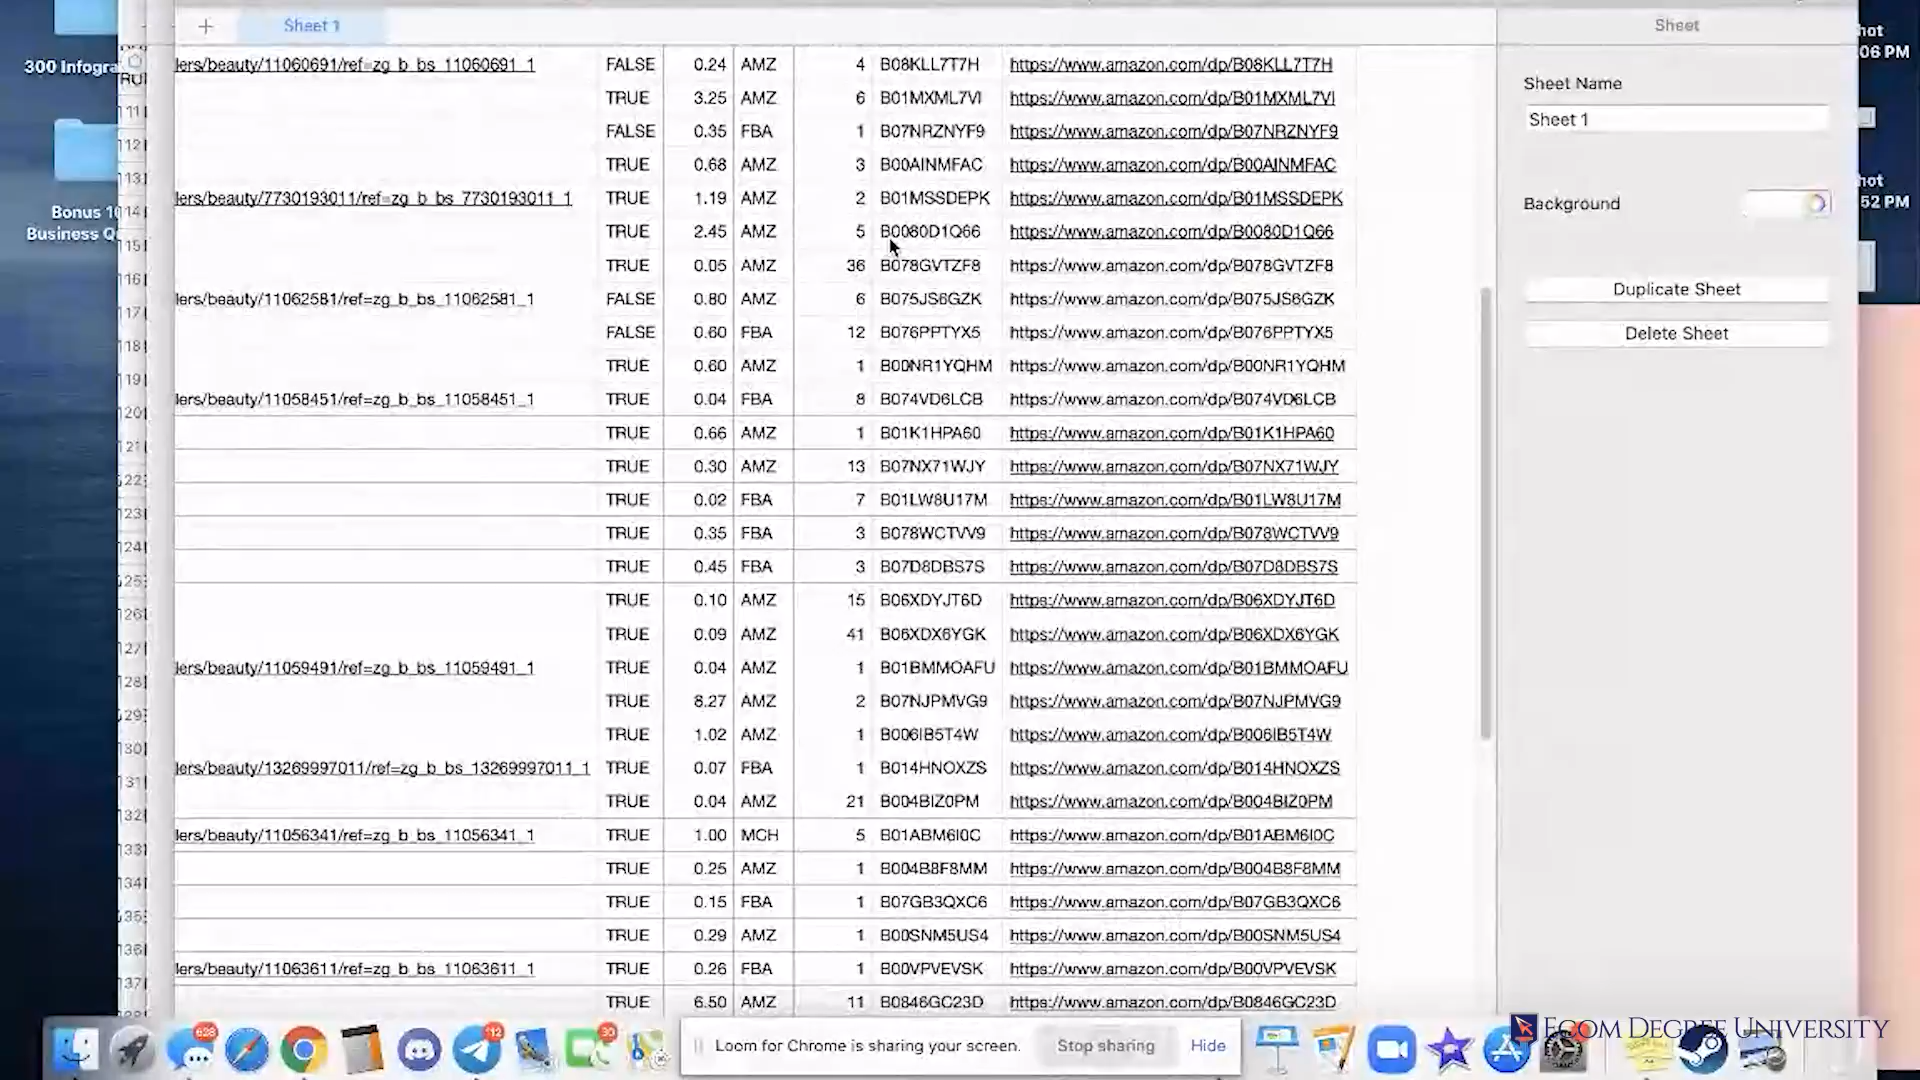 Sheet 1
Sheet
300 Infogra
06 PM
Bonus 10
Business Qu
52 PM
Sheet Name
Sheet 1
Background
Duplicate Sheet
Delete Sheet
lers/beauty/11060691/ref=zg_b_bs_11060691_1 FALSE 0.24 AMZ 4 B08KLL7T7H https://www.amazon.com/dp/B08KLL7T7H
TRUE 3.25 AMZ 6 B01MXML7VI https://www.amazon.com/dp/B01MXML7VI
FALSE 0.35 FBA 1 B07NRZNYF9 https://www.amazon.com/dp/B07NRZNYF9
TRUE 0.68 AMZ 3 B00AINMFAC https://www.amazon.com/dp/B00AINMFAC
lers/beauty/7730193011/ref=zg_b_bs_7730193011_1 TRUE 1.19 AMZ 2 B01MSSDEPK https://www.amazon.com/dp/B01MSSDEPK
TRUE 2.45 AMZ 5 B0080D1Q66 https://www.amazon.com/dp/B0080D1Q66
TRUE 0.05 AMZ 36 B078GVTZF8 https://www.amazon.com/dp/B078GVTZF8
lers/beauty/11062581/ref=zg_b_bs_11062581_1 FALSE 0.80 AMZ 6 B075JS6GZK https://www.amazon.com/dp/B075JS6GZK
FALSE 0.60 FBA 12 B076PPTYX5 https://www.amazon.com/dp/B076PPTYX5
TRUE 0.60 AMZ 1 B00NR1YQHM https://www.amazon.com/dp/B00NR1YQHM
lers/beauty/11058451/ref=zg_b_bs_11058451_1 TRUE 0.04 FBA 8 B074VD6LCB https://www.amazon.com/dp/B074VD6LCB
TRUE 0.66 AMZ 1 B01K1HPA60 https://www.amazon.com/dp/B01K1HPA60
TRUE 0.30 AMZ 13 B07NX71WJY https://www.amazon.com/dp/B07NX71WJY
TRUE 0.02 FBA 7 B01LW8U17M https://www.amazon.com/dp/B01LW8U17M
TRUE 0.35 FBA 3 B078WCTVV9 https://www.amazon.com/dp/B078WCTVV9
TRUE 0.45 FBA 3 B07D8DBS7S https://www.amazon.com/dp/B07D8DBS7S
TRUE 0.10 AMZ 15 B06XDYJT6D https://www.amazon.com/dp/B06XDYJT6D
TRUE 0.09 AMZ 41 B06XDX6YGK https://www.amazon.com/dp/B06XDX6YGK
lers/beauty/11059491/ref=zg_b_bs_11059491_1 TRUE 0.04 AMZ 1 B01BMMOAFU https://www.amazon.com/dp/B01BMMOAFU
TRUE 8.27 AMZ 2 B07NJPMVG9 https://www.amazon.com/dp/B07NJPMVG9
TRUE 1.02 AMZ 1 B006IB5T4W https://www.amazon.com/dp/B006IB5T4W
lers/beauty/13269997011/ref=zg_b_bs_13269997011_1 TRUE 0.07 FBA 1 B014HNOXZS https://www.amazon.com/dp/B014HNOXZS
TRUE 0.04 AMZ 21 B004BIZ0PM https://www.amazon.com/dp/B004BIZ0PM
lers/beauty/11056341/ref=zg_b_bs_11056341_1 TRUE 1.00 MCH 5 B01ABM6I0C https://www.amazon.com/dp/B01ABM6I0C
TRUE 0.25 AMZ 1 B004B8F8MM https://www.amazon.com/dp/B004B8F8MM
TRUE 0.15 FBA 1 B07GB3QXC6 https://www.amazon.com/dp/B07GB3QXC6
TRUE 0.29 AMZ 1 B00SNM5US4 https://www.amazon.com/dp/B00SNM5US4
lers/beauty/11063611/ref=zg_b_bs_11063611_1 TRUE 0.26 FBA 1 B00VPVEVSK https://www.amazon.com/dp/B00VPVEVSK
TRUE 6.50 AMZ 11 B0846GC23D https://www.amazon.com/dp/B0846GC23D
Loom for Chrome is sharing your screen. Stop sharing Hide
ECOM DEGREE UNIVERSITY